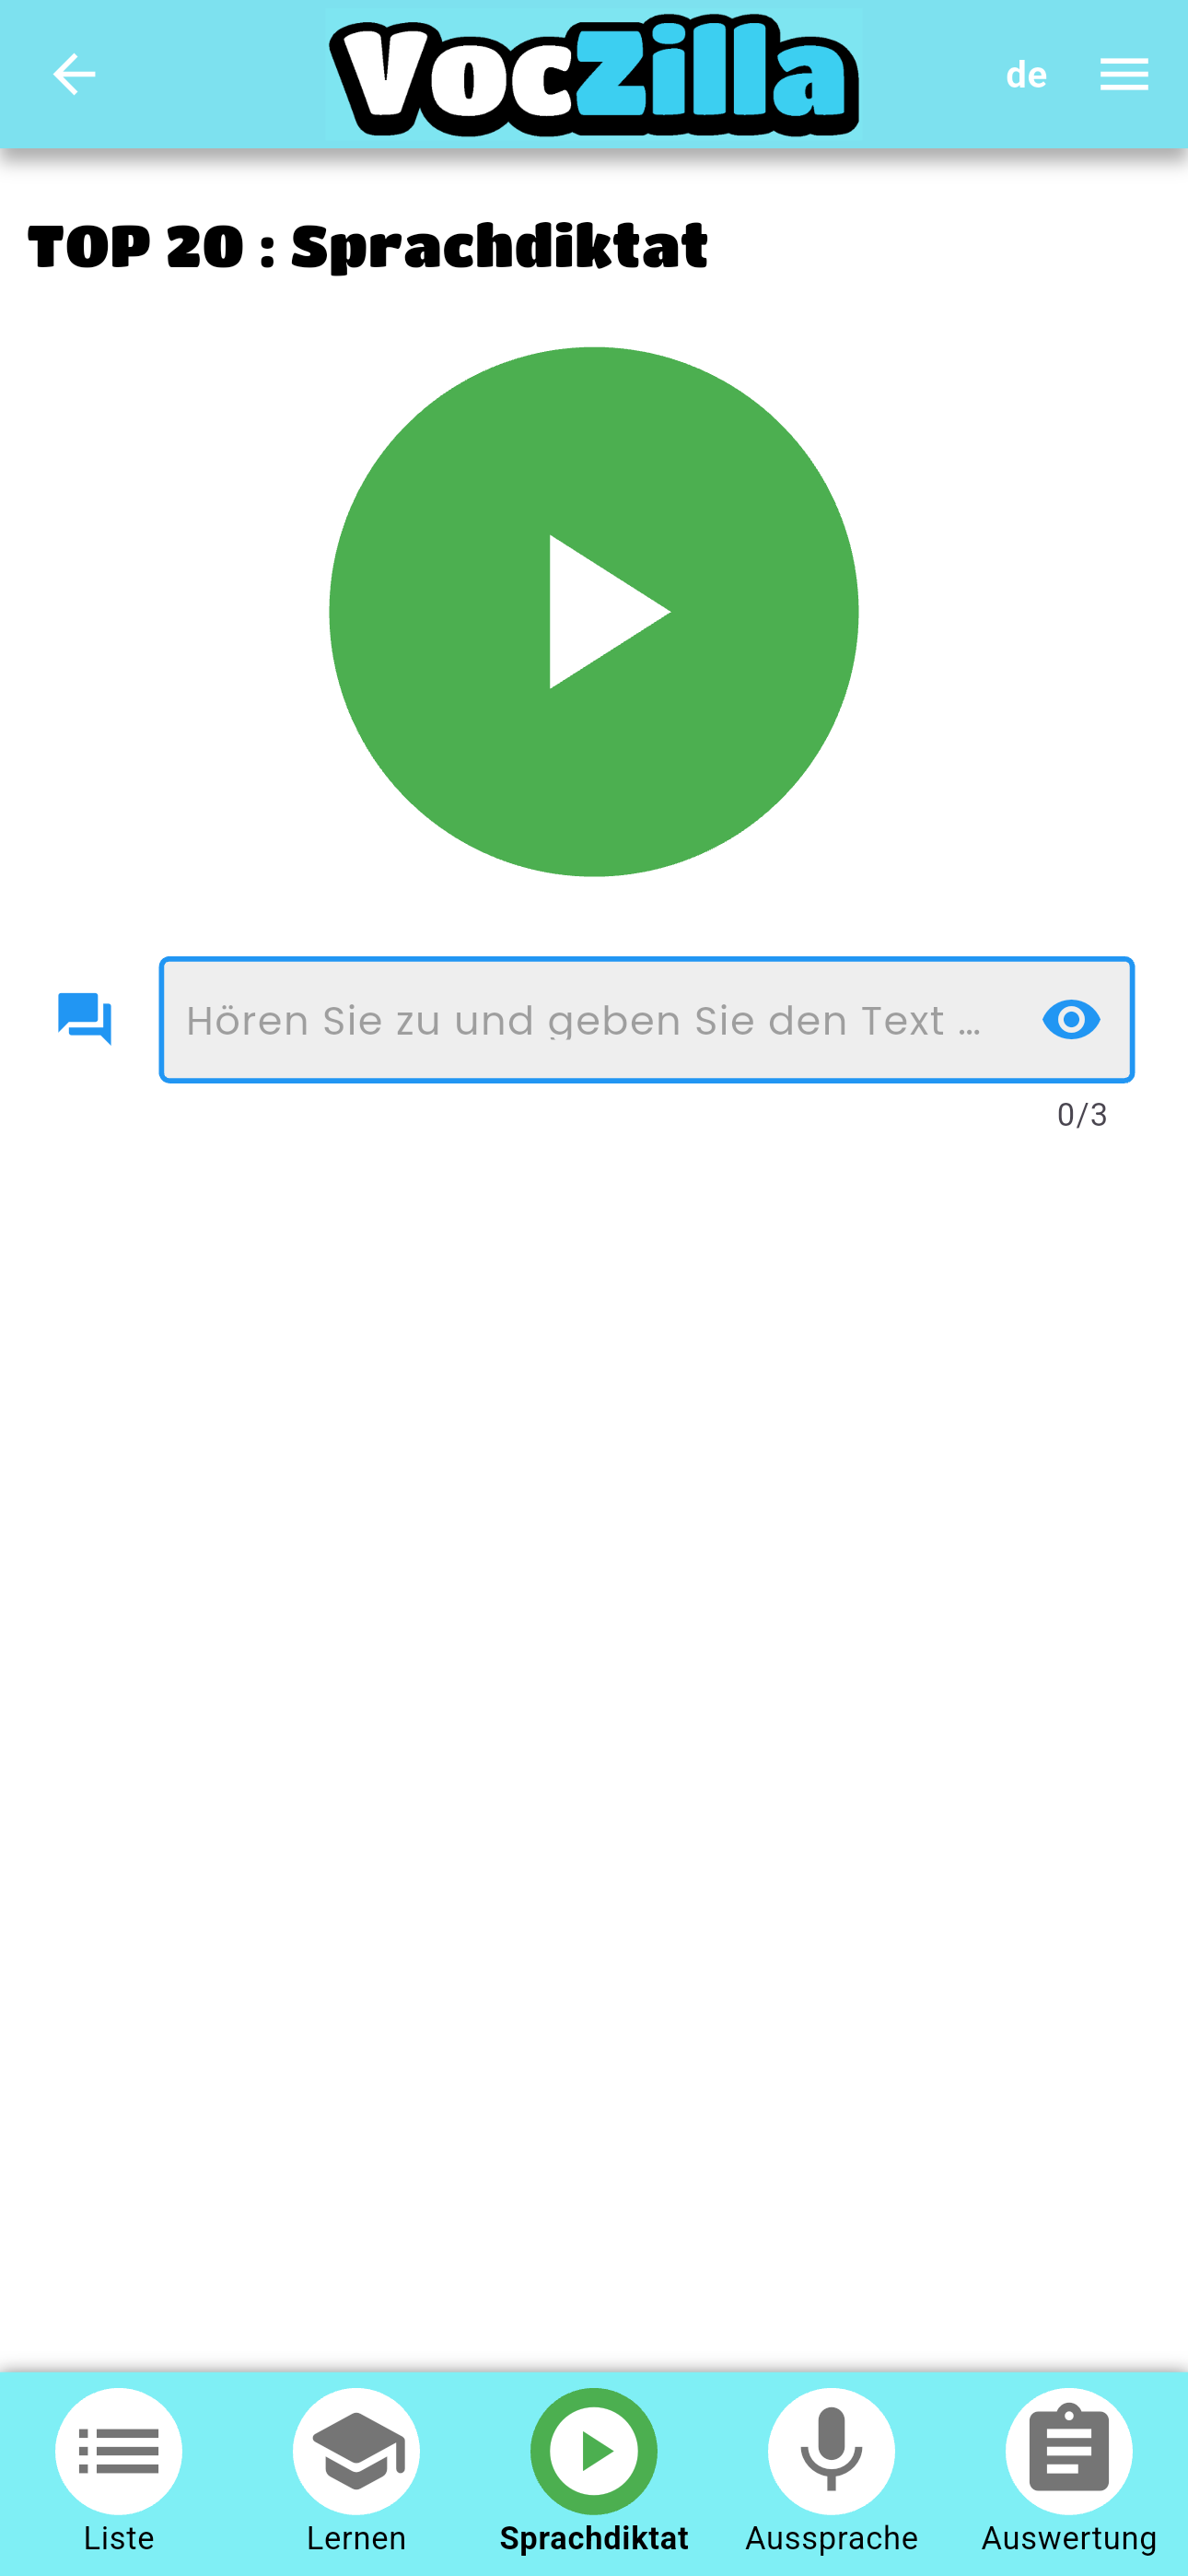 VocZilla
de
TOP 20 : Sprachdiktat
Hören Sie zu und geben Sie den Text ...
0/3
Liste
Lernen
Sprachdiktat
Aussprache
Auswertung